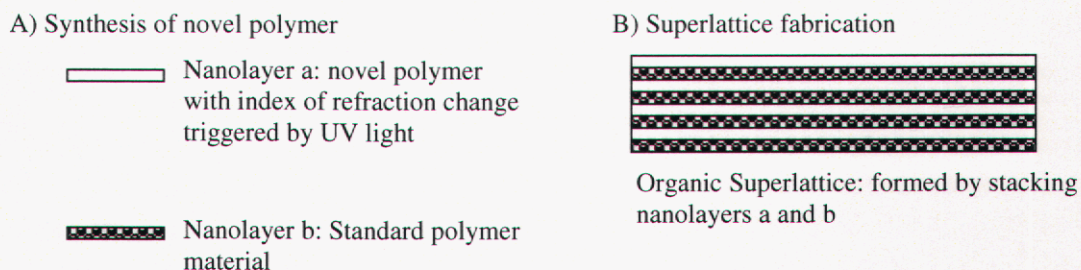 A) Synthesis of novel polymer
Nanolayer a: novel polymer
with index of refraction change
triggered by UV light
Nanolayer b: Standard polymer
material
B) Superlattice fabrication
Organic Superlattice: formed by stacking
nanolayers a and b